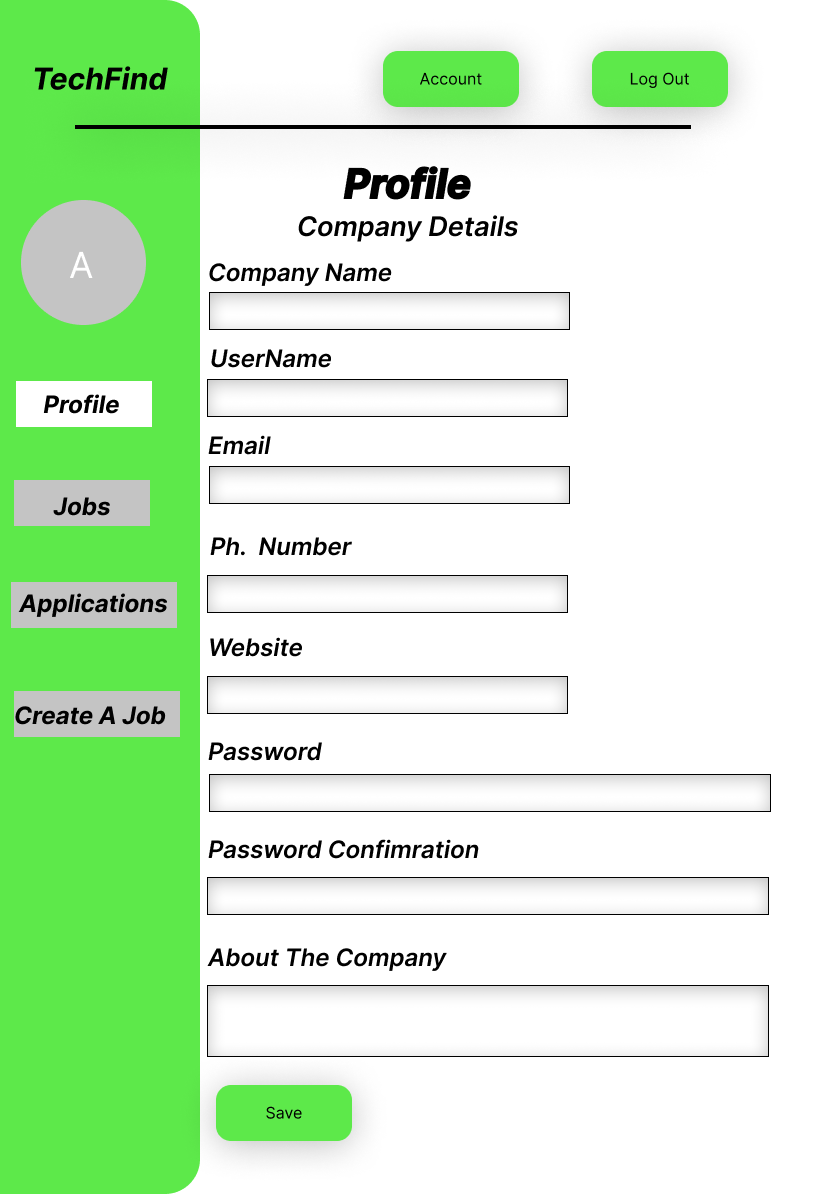 TechFind
Account
Log Out
Profile
Company Details
A
Company Name
UserName
Profile
Email
Jobs
Ph. Number
Applications
Website
Create A Job
Password
Password Confimration
About The Company
Save